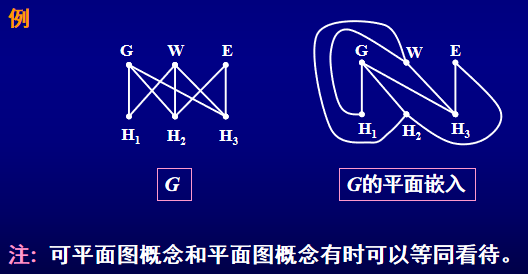 例
G W E
H1 H2 H3
G
G W E
H1 H2 H3
G的平面嵌入
注: 可平面图概念和平面图概念有时可以等同看待。